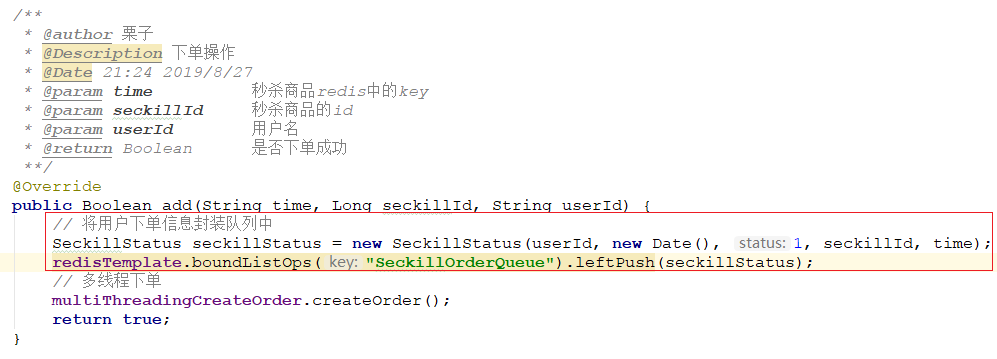 /**
* @author 栗子
* @Description 下单操作
* @Date 21:24 2019/8/27
* @param time 秒杀商品redis中的key
* @param seckillId 秒杀商品的id
* @param userId 用户名
* @return Boolean 是否下单成功
**/
@Override
public Boolean add(String time, Long seckillId, String userId) {
// 将用户下单信息封装队列中
SeckillStatus seckillStatus = new SeckillStatus(userId, new Date(), status: 1, seckillId, time);
redisTemplate.boundListOps( key: "SeckillOrderQueue").leftPush(seckillStatus);
// 多线程下单
multiThreadingCreateOrder.createOrder();
return true;
}